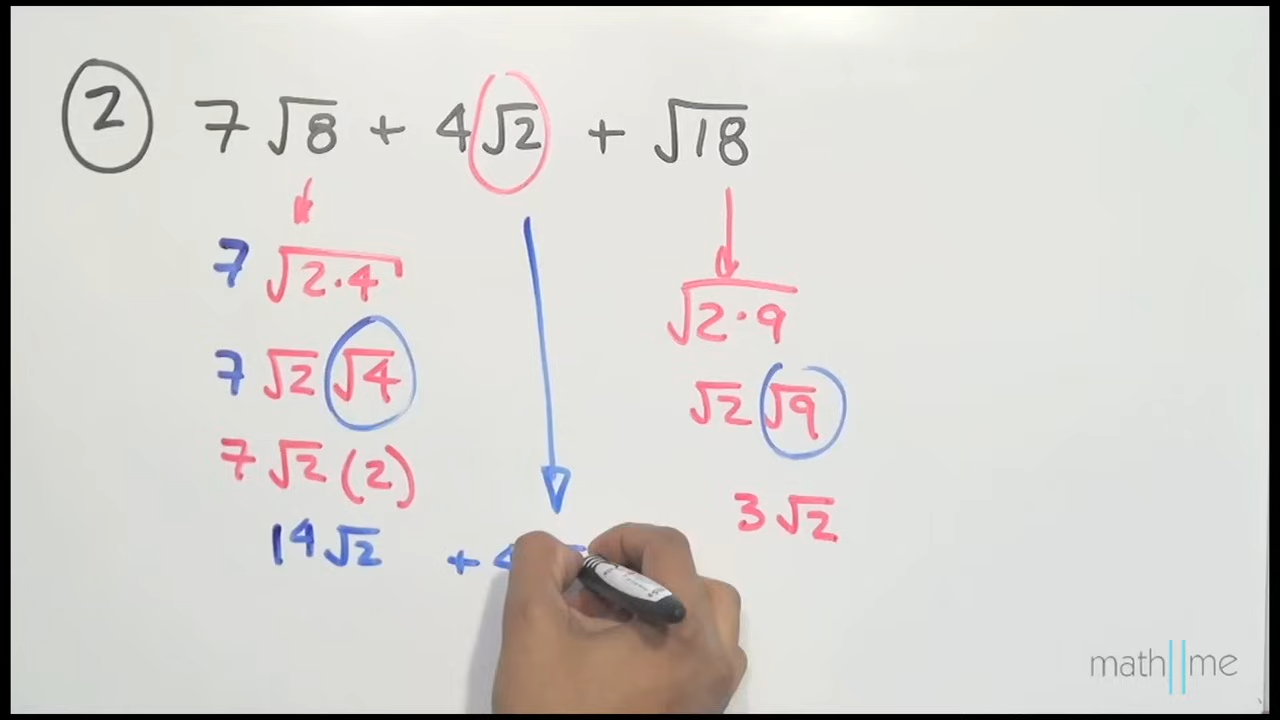 2 7√8 + 4√2 + √18
7 √2·4
√2·9
7 √2 √4
√2 √9
7√2 (2)
3√2
14√2 + 4
math||me